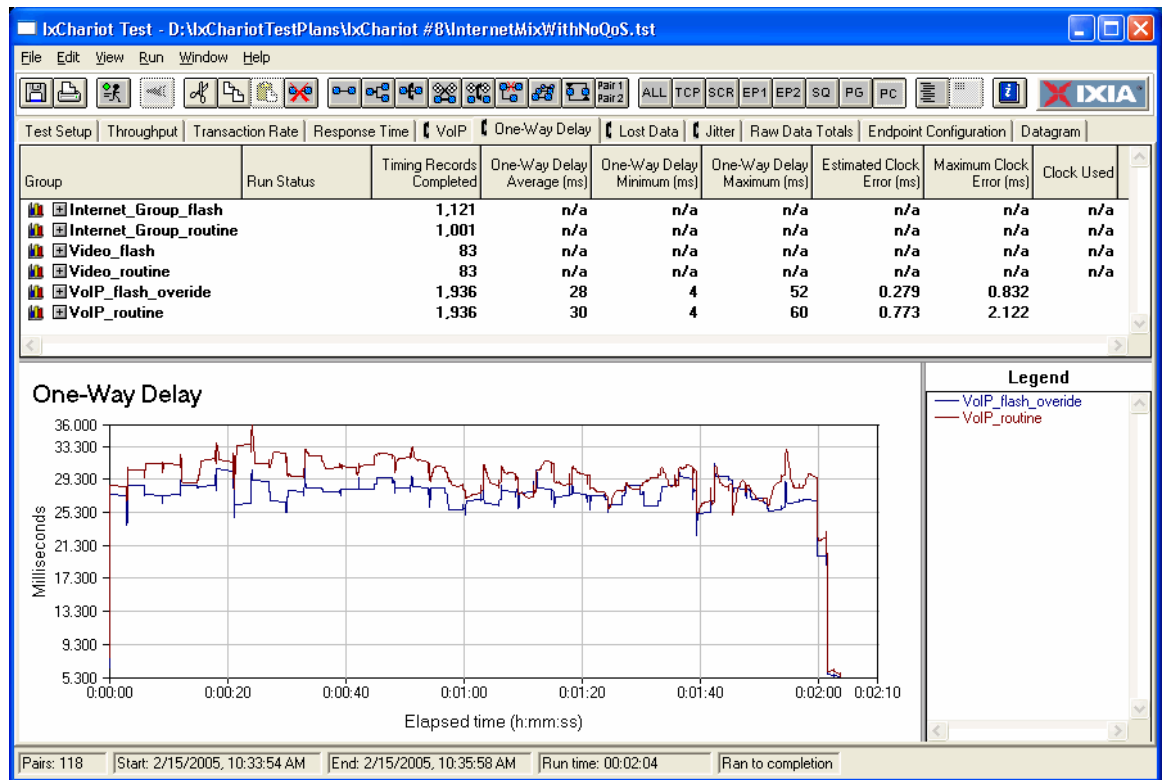 IxChariot Test - D:\IxChariotTestPlans\IxChariot #8\InternetMixWithNoQoS.tst
File Edit View Run Window Help
Pair 1 Pair 2 ALL TCP SCR EP1 EP2 SQ PG PC i IXIA
Test Setup Throughput Transaction Rate Response Time VoIP One-Way Delay Lost Data Jitter Raw Data Totals Endpoint Configuration Datagram
Group Run Status Timing Records Completed One-Way Delay Average (ms) One-Way Delay Minimum (ms) One-Way Delay Maximum (ms) Estimated Clock Error (ms) Maximum Clock Error (ms) Clock Used
Internet_Group_flash 1,121 n/a n/a n/a n/a n/a n/a
Internet_Group_routine 1,001 n/a n/a n/a n/a n/a n/a
Video_flash 83 n/a n/a n/a n/a n/a n/a
Video_routine 83 n/a n/a n/a n/a n/a n/a
VoIP_flash_overide 1,936 28 4 52 0.279 0.832
VoIP_routine 1,936 30 4 60 0.773 2.122
One-Way Delay
36.000
33.300
29.300
25.300
21.300
17.300
13.300
9.300
5.300
Milliseconds
0:00:00 0:00:20 0:00:40 0:01:00 0:01:20 0:01:40 0:02:00 0:02:10
Elapsed time (h:mm:ss)
Legend
VoIP_flash_overide
VoIP_routine
Pairs: 118 Start: 2/15/2005, 10:33:54 AM End: 2/15/2005, 10:35:58 AM Run time: 00:02:04 Ran to completion